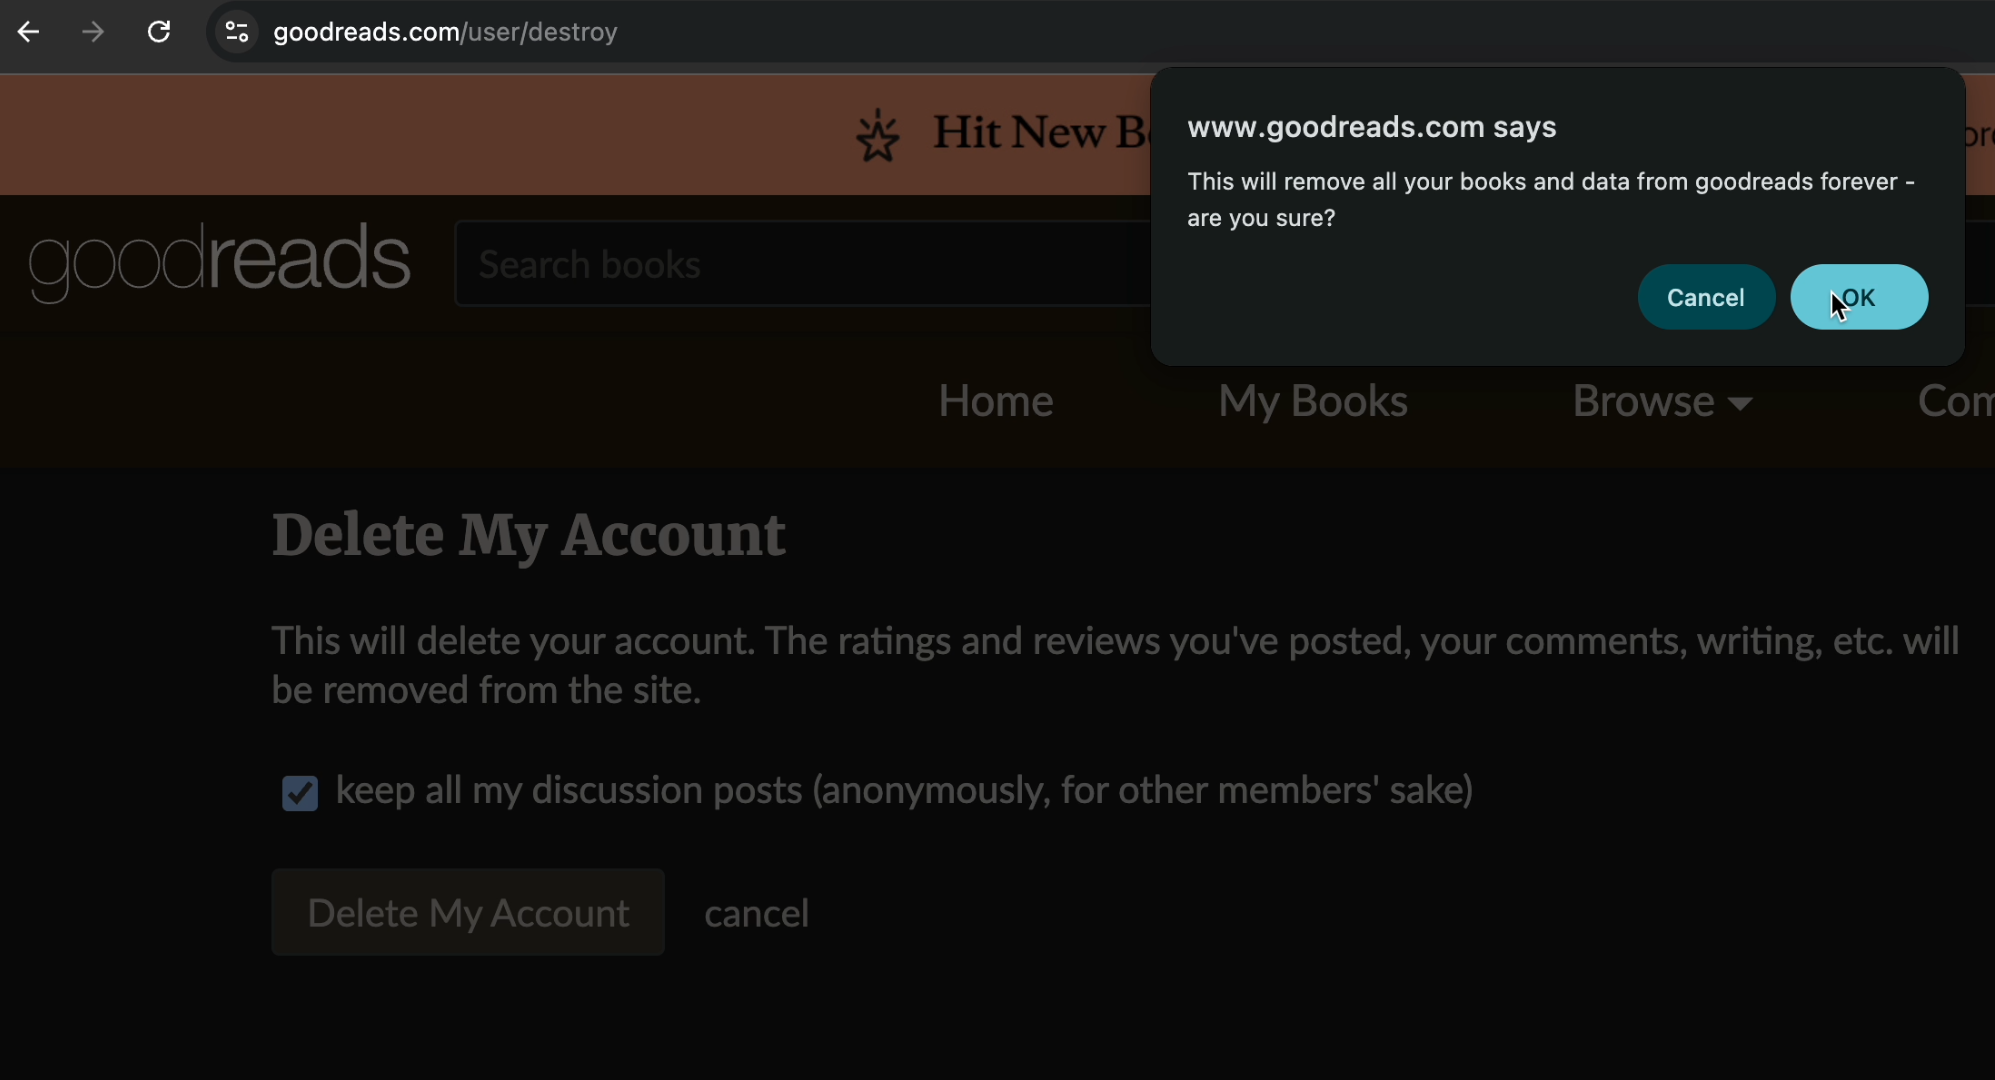 goodreads.com/user/destroy
Hit New
www.goodreads.com says
This will remove all your books and data from goodreads forever -
are you sure?
Cancel
OK
goodreads
Search books
Home
My Books
Browse
Delete My Account
This will delete your account. The ratings and reviews you've posted, your comments, writing, etc. will
be removed from the site.
keep all my discussion posts (anonymously, for other members' sake)
Delete My Account
cancel